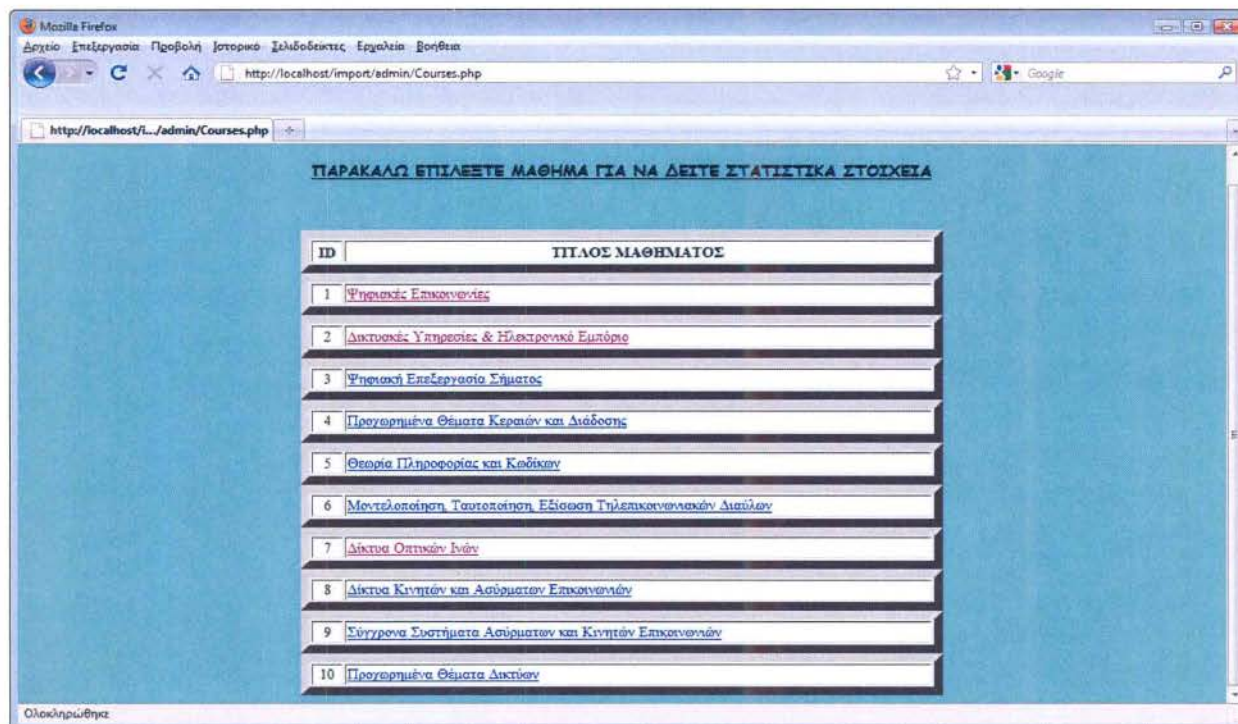 Mozilla Firefox
Αρχείο Επεξεργασία Προβολή Ιστορικό Σελιδοδείκτες Εργαλεία Βοήθεια
http://localhost/import/admin/Courses.php
Google
http://localhost/i.../admin/Courses.php
ΠΑΡΑΚΑΛΩ ΕΠΙΛΕΞΤΕ ΜΑΘΗΜΑ ΓΙΑ ΝΑ ΔΕΙΤΕ ΣΤΑΤΙΣΤΙΚΑ ΣΤΟΙΧΕΙΑ
ID ΤΙΤΛΟΣ ΜΑΘΗΜΑΤΟΣ
1 Ψηφιακές Επικοινωνίες
2 Δικτυακές Υπηρεσίες & Ηλεκτρονικό Εμπόριο
3 Ψηφιακή Επεξεργασία Σήματος
4 Προχωρημένα Θέματα Κεραιών και Διάδοσης
5 Θεωρία Πληροφορίας και Κωδίκων
6 Μοντελοποίηση, Ταυτοποίηση, Εξίσωση Τηλεπικοινωνιακών Διαύλων
7 Δίκτυα Οπτικών Ινών
8 Δίκτυα Κινητών και Ασύρματων Επικοινωνιών
9 Σύγχρονα Συστήματα Ασύρματων και Κινητών Επικοινωνιών
10 Προχωρημένα Θέματα Δικτύων
Ολοκληρώθηκε